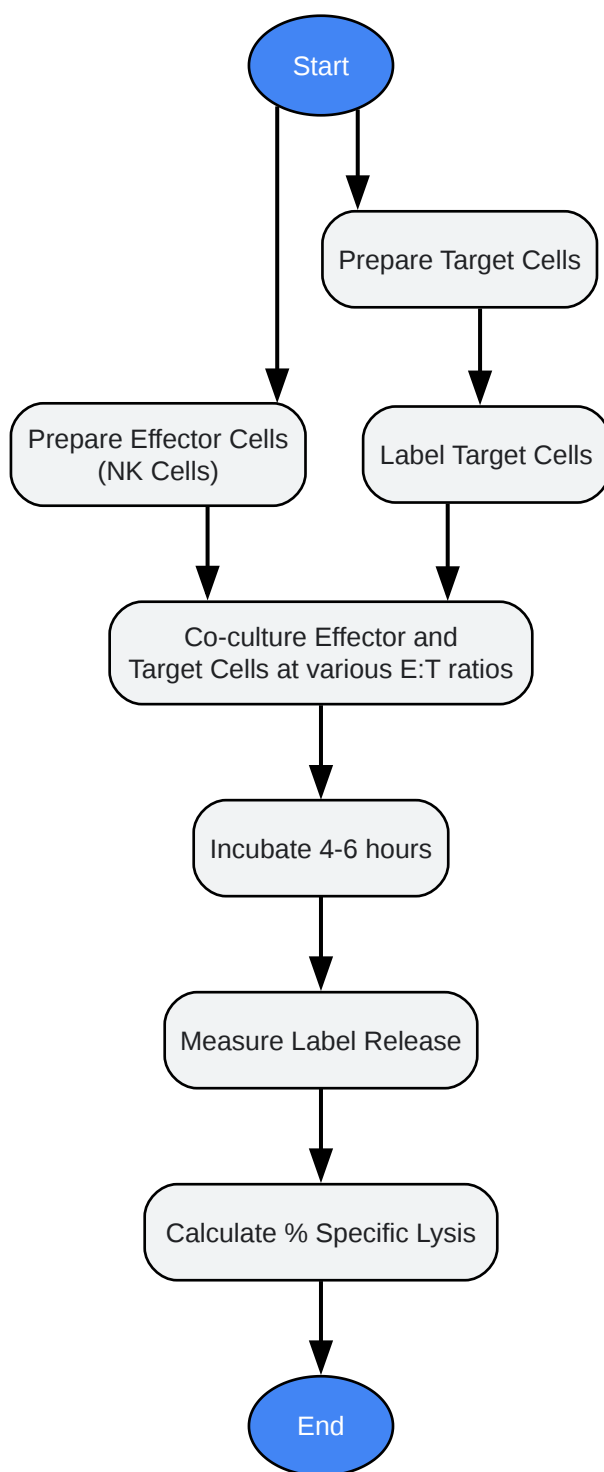 Start
Prepare Target Cells
Prepare Effector Cells
(NK Cells)
Label Target Cells
Co-culture Effector and
Target Cells at various E:T ratios
Incubate 4-6 hours
Measure Label Release
Calculate % Specific Lysis
End